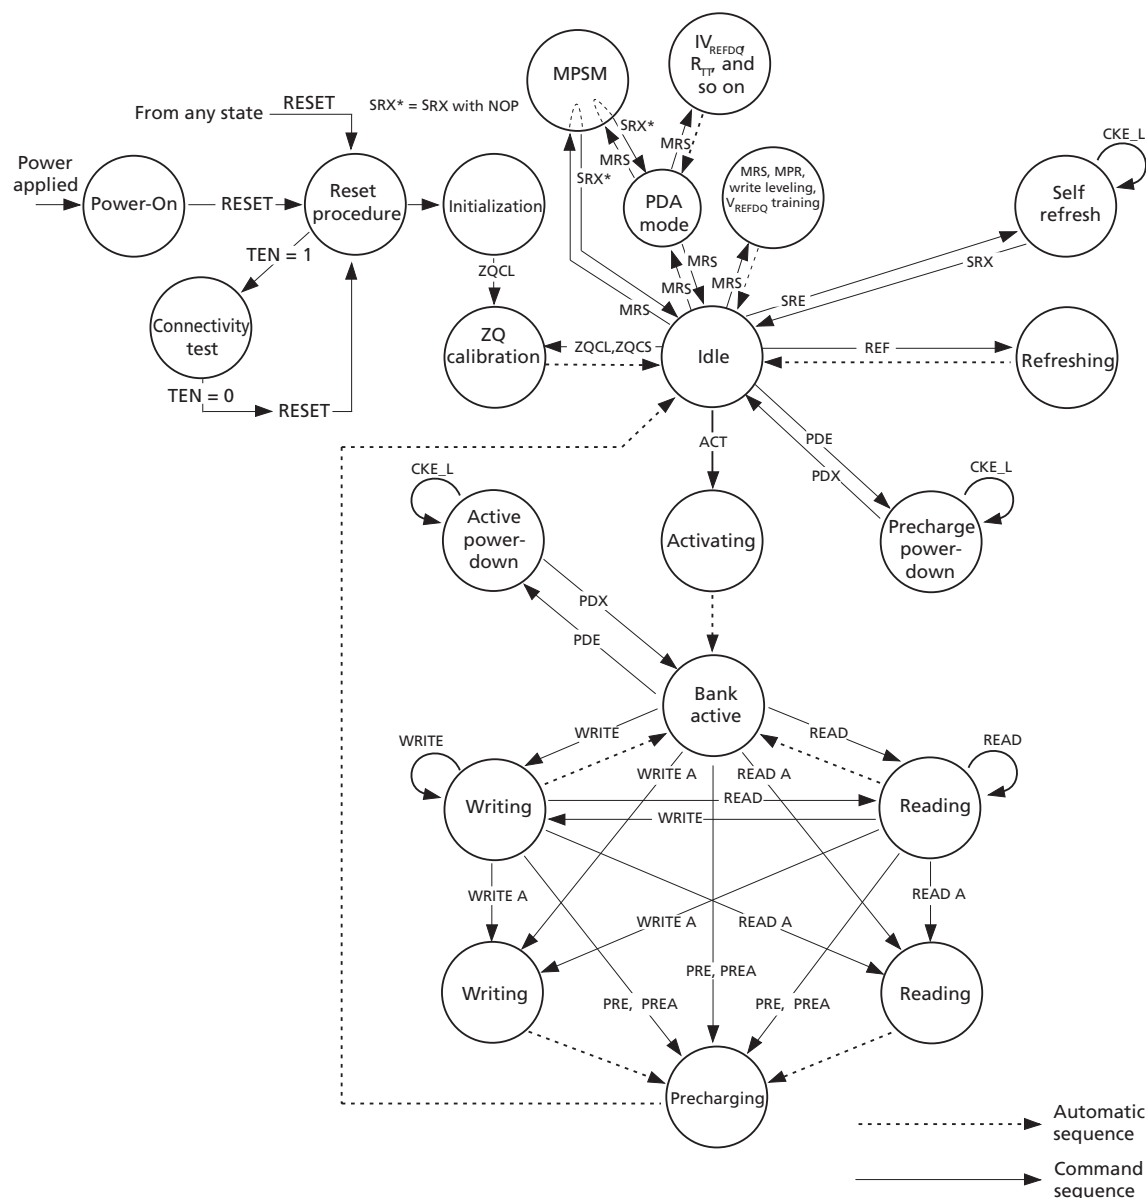 IV REFDQ,
R TT, and
so on
MPSM
From any state
RESET
SRX* = SRX with NOP
SRX*
MRS
MRS
CKE_L
Power
applied
Power-On
RESET
Reset
procedure
Initialization
SRX*
PDA
mode
MRS, MPR,
write leveling,
VREFDQ training
Self
refresh
TEN = 1
ZQCL
MRS
MRS
MRS
SRX
MRS
SRE
Connectivity
test
ZQ
calibration
ZQCL,ZQCS
Idle
REF
Refreshing
TEN = 0
RESET
ACT
PDE
PDX
CKE_L
CKE_L
Active
power-
down
Activating
Precharge
power-
down
PDX
PDE
Bank
active
WRITE
WRITE
READ
READ
WRITE A
READ A
Writing
READ
WRITE
Reading
WRITE A
READ A
WRITE A
READ A
Writing
PRE, PREA
Reading
PRE, PREA
PRE, PREA
Precharging
Automatic
sequence
Command
sequence